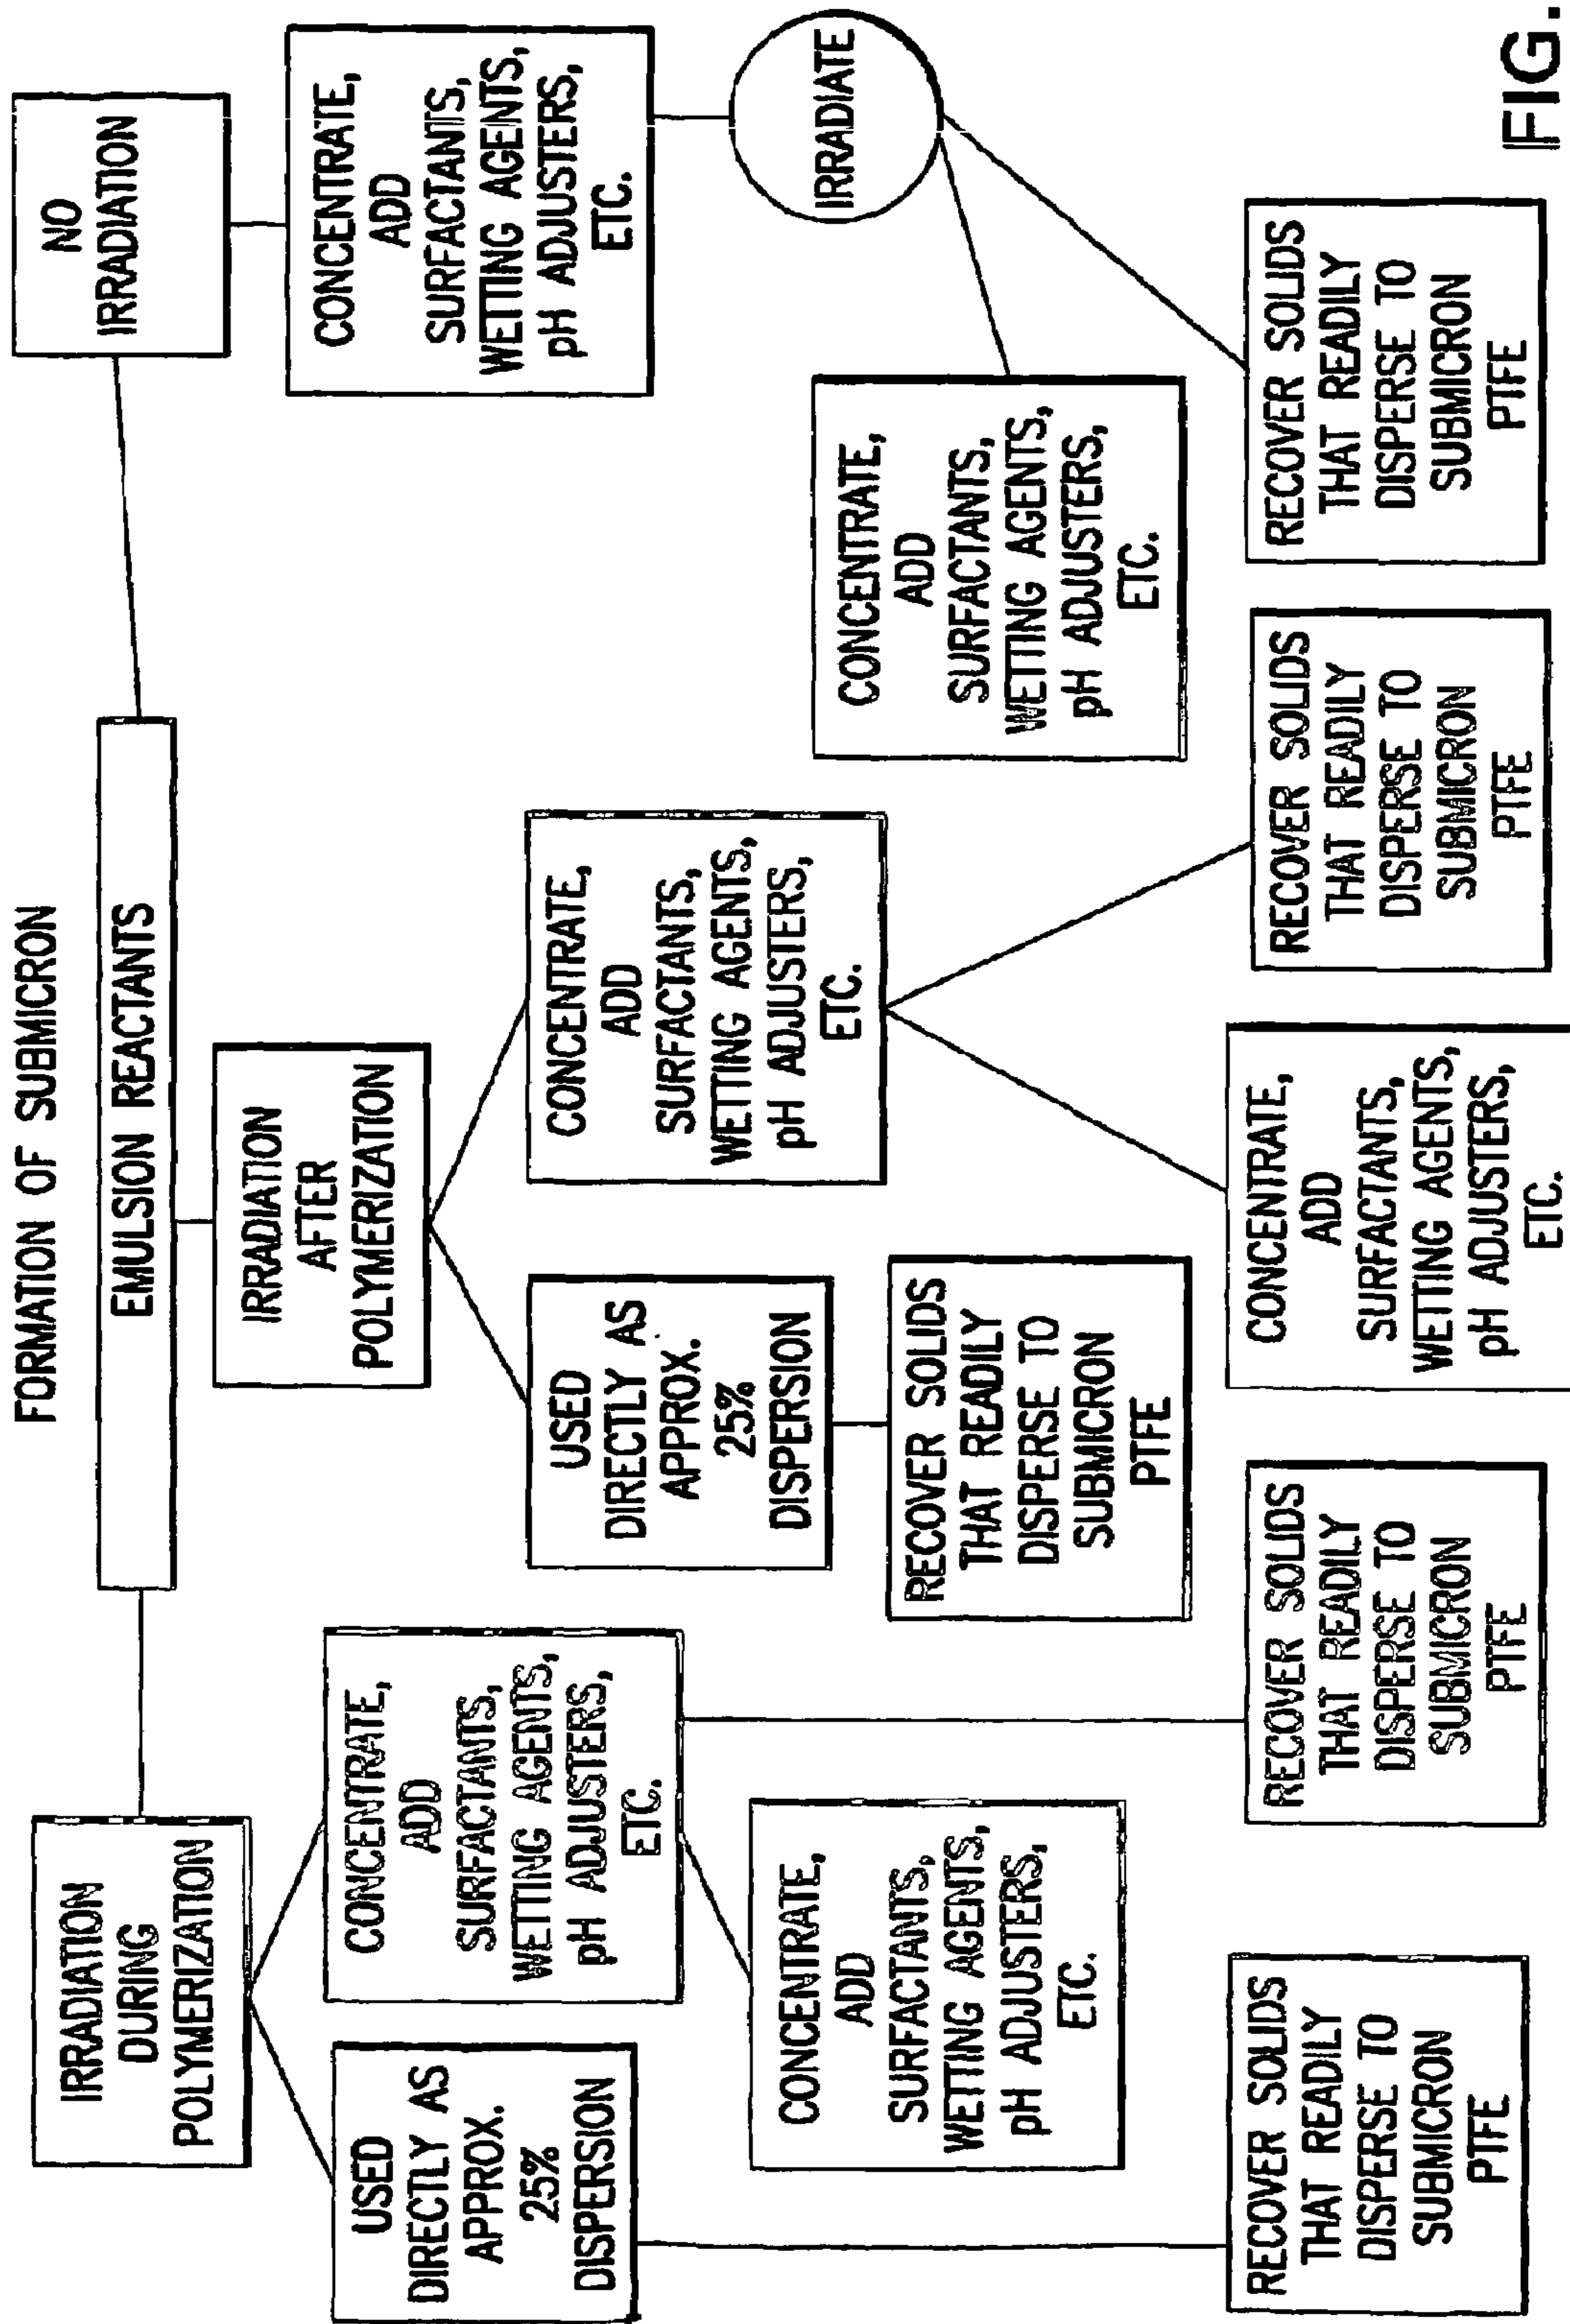 FORMATION OF SUBMICRON
EMULSION REACTANTS
IRRADIATION
DURING
POLYMERIZATION
USED
DIRECTLY AS
APPROX.
25%
DISPERSION
RECOVER SOLIDS
THAT READILY
DISPERSE TO
SUBMICRON
PTFE
CONCENTRATE,
ADD
SURFACTANTS,
WETTING AGENTS,
pH ADJUSTERS,
ETC.
CONCENTRATE,
ADD
SURFACTANTS,
WETTING AGENTS,
pH ADJUSTERS,
ETC.
RECOVER SOLIDS
THAT READILY
DISPERSE TO
SUBMICRON
PTFE
IRRADIATION
AFTER
POLYMERIZATION
USED
DIRECTLY AS
APPROX.
25%
DISPERSION
RECOVER SOLIDS
THAT READILY
DISPERSE TO
SUBMICRON
PTFE
CONCENTRATE,
ADD
SURFACTANTS,
WETTING AGENTS,
pH ADJUSTERS,
ETC.
CONCENTRATE,
ADD
SURFACTANTS,
WETTING AGENTS,
pH ADJUSTERS,
ETC.
RECOVER SOLIDS
THAT READILY
DISPERSE TO
SUBMICRON
PTFE
NO
IRRADIATION
CONCENTRATE,
ADD
SURFACTANTS,
WETTING AGENTS,
pH ADJUSTERS,
ETC.
IRRADIATE
CONCENTRATE,
ADD
SURFACTANTS,
WETTING AGENTS,
pH ADJUSTERS,
ETC.
RECOVER SOLIDS
THAT READILY
DISPERSE TO
SUBMICRON
PTFE
FIG.